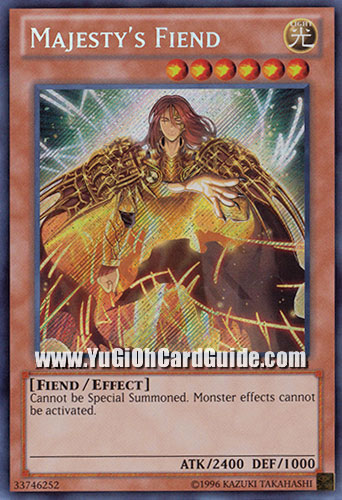 MAJESTY'S FIEND
LIGHT
光
www.YuGiOhCardGuide.com
[FIEND / EFFECT]
Cannot be Special Summoned. Monster effects cannot
be activated.
ATK/2400 DEF/1000
33746252
©1996 KAZUKI TAKAHASHI